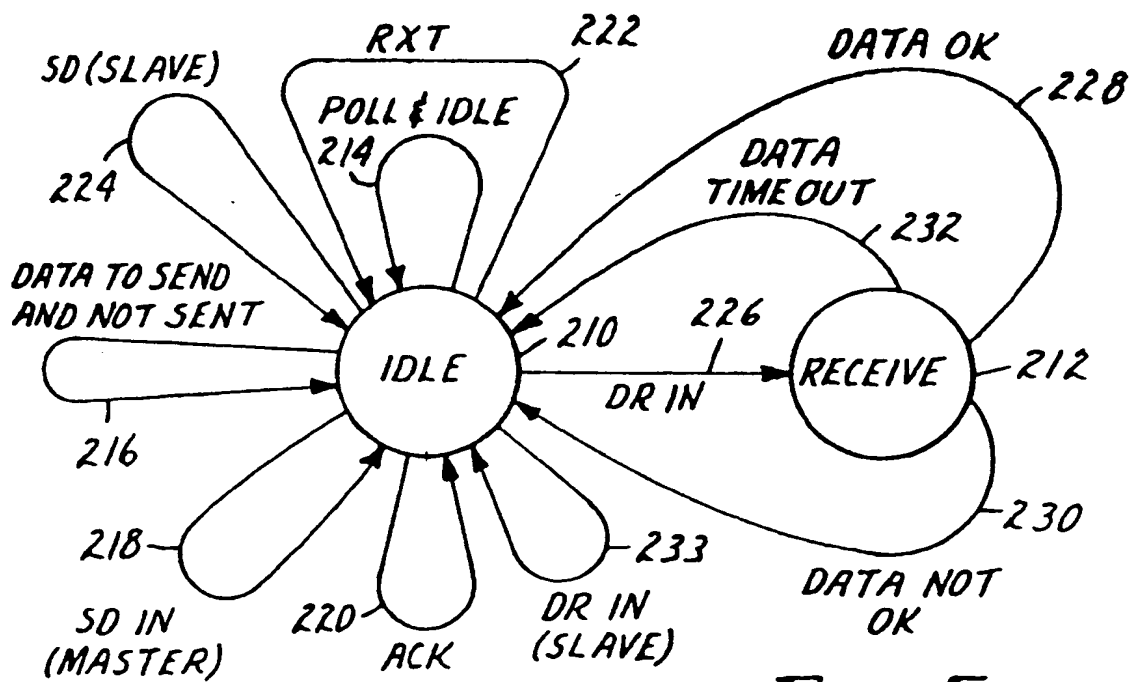 RXT
222
DATA OK
228
SD (SLAVE)
POLL & IDLE
214
DATA
TIME OUT
232
224
DATA TO SEND
AND NOT SENT
210
226
IDLE
RECEIVE
212
DR IN
216
218
233
230
SD IN
(MASTER)
220
ACK
DR IN
(SLAVE)
DATA NOT
OK